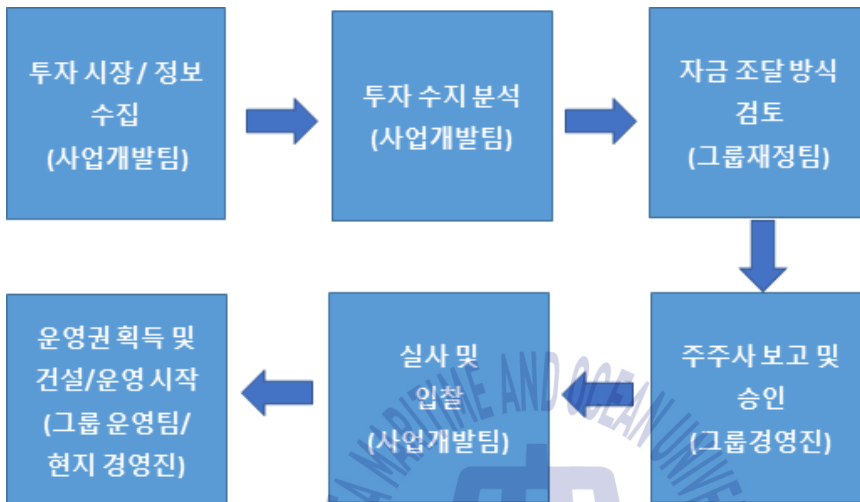 투자 시장 / 정보
수집
(사업개발팀)
투자 수지 분석
(사업개발팀)
자금 조달 방식
검토
(그룹재정팀)
주주사 보고 및
승인
(그룹경영진)
실사 및
입찰
(사업개발팀)
운영권 획득 및
건설/운영 시작
(그룹 운영팀/
현지 경영진)
MARITIME AND OCEAN